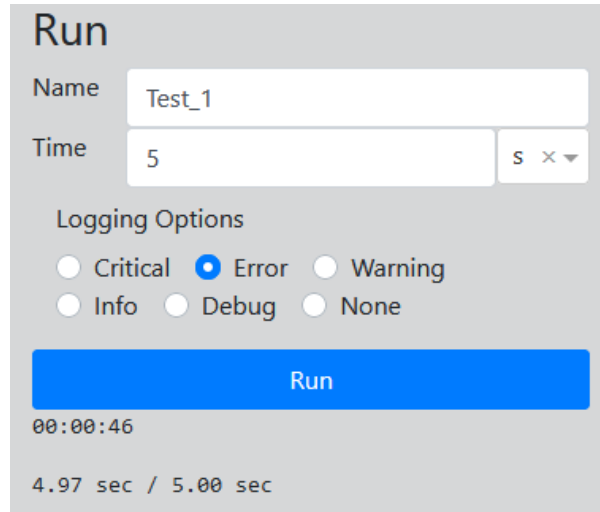 Run
Name Test_1
Time 5 s
Logging Options
Critical Error Warning
Info Debug None
Run
00:00:46
4.97 sec / 5.00 sec